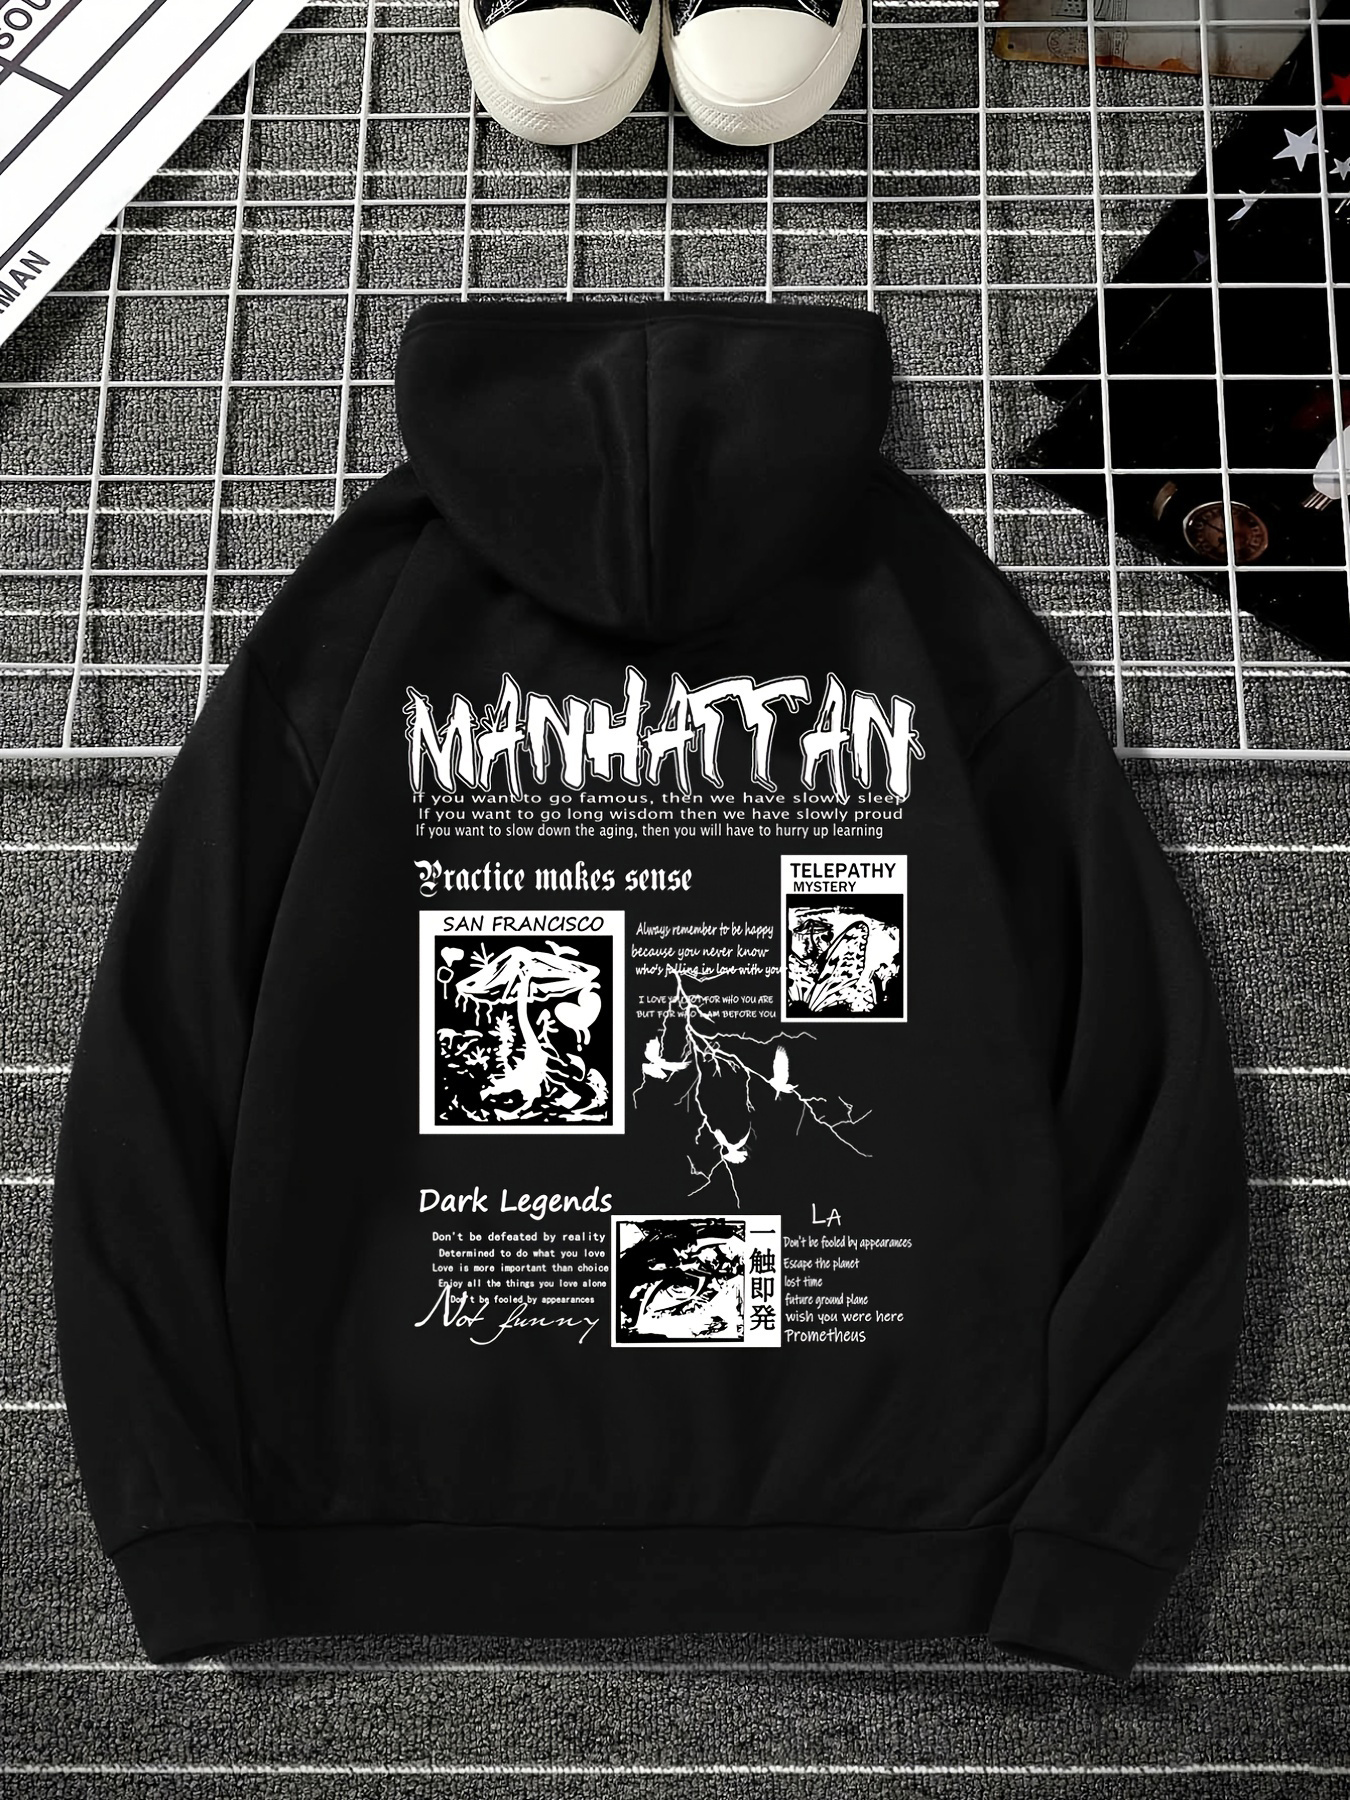 SOU
MAN
MANHATTAN
if you want to go famous, then we have slowly sleep
If you want to go long wisdom then we have slowly proud
If you want to slow down the aging, then you will have to hurry up learning
Practice makes sense
TELEPATHY
MYSTERY
SAN FRANCISCO
Always remember to be happy
because you never know
who's falling in love with your
I LOVE YOU NOT FOR WHO YOU ARE
BUT FOR WHO I AM BEFORE YOU
Dark Legends
Don't be defeated by reality
Determined to do what you love
Love is more important than choice
Enjoy all the things you love alone
Don't be fooled by appearances
Not funny
一触即発
LA
Don't be fooled by appearances
Escape the planet
lost time
future ground plane
wish you were here
Prometheus